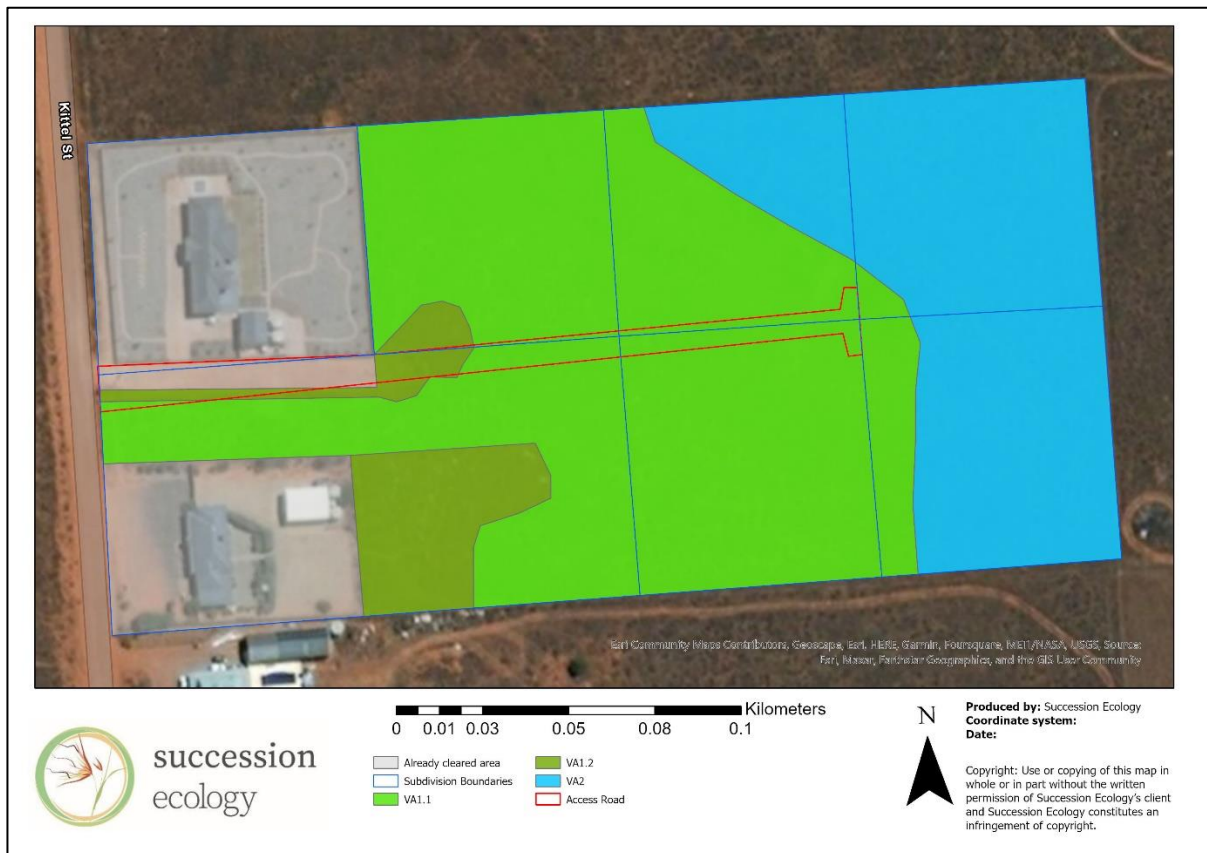 Kittel St
Esri Community Maps Contributors, Geoscape, Esri, HERE, Garmin, Foursquare, METI/NASA, USGS, Source:
Esri, Maxar, Earthstar Geographics, and the GIS User Community
0 0.01 0.03 0.05 0.08 0.1
Kilometers
succession
ecology
Already cleared area
Subdivision Boundaries
VA1.1
VA1.2
VA2
Access Road
N
Produced by: Succession Ecology
Coordinate system:
Date:
Copyright: Use or copying of this map in
whole or in part without the written
permission of Succession Ecology's client
and Succession Ecology constitutes an
infringement of copyright.